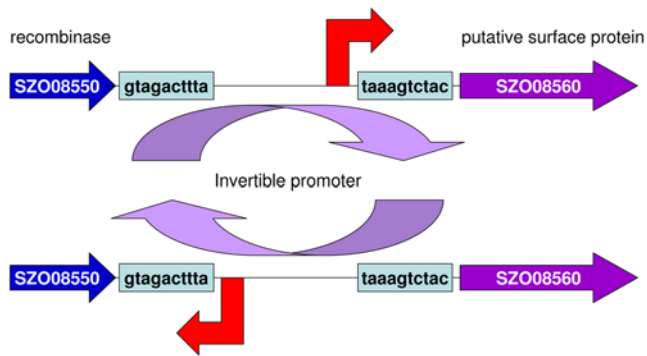 recombinase
putative surface protein
SZO08550
gtagacttta
taaagtctac
SZO08560
Invertible promoter
SZO08550
gtagacttta
taaagtctac
SZO08560